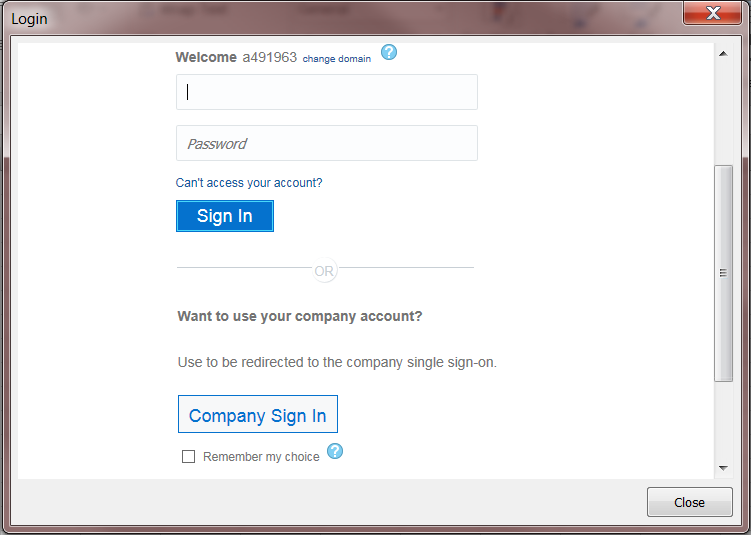 Login
Welcome a491963 change domain ?
Password
Can't access your account?
Sign In
OR
Want to use your company account?
Use to be redirected to the company single sign-on.
Company Sign In
Remember my choice ?
Close